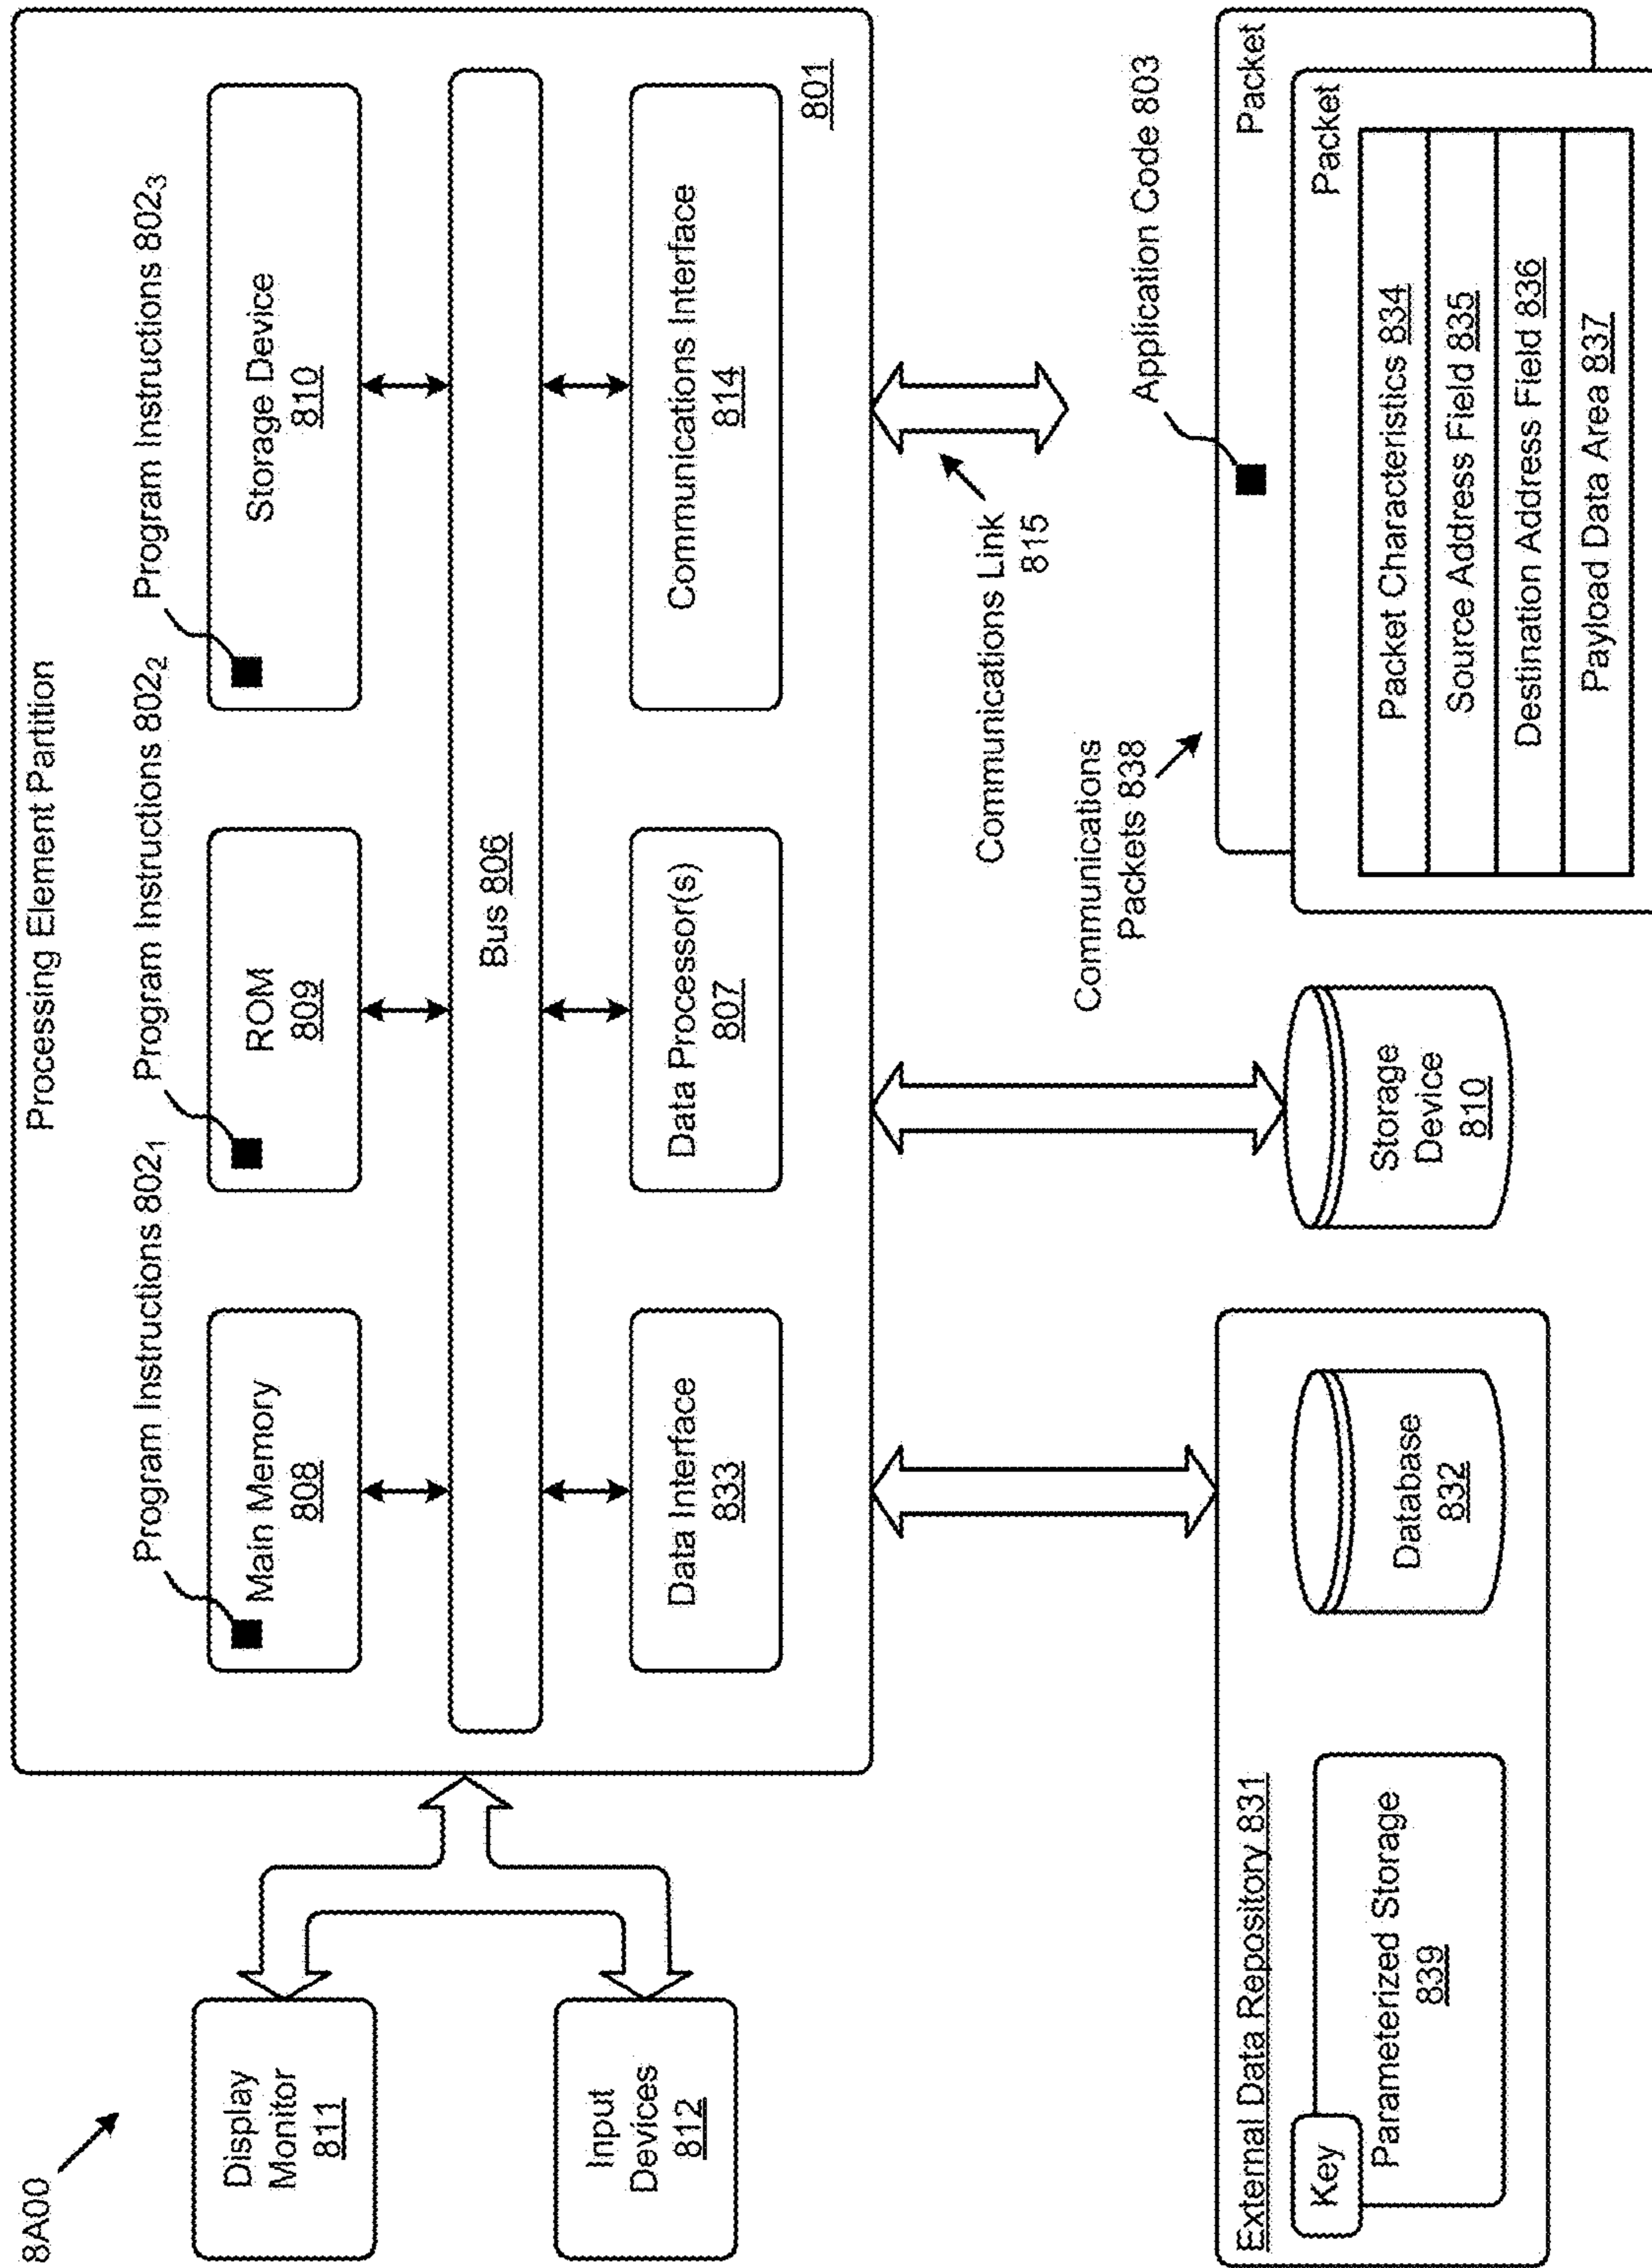 8A00
Processing Element Partition
Program Instructions 802₁
Program Instructions 802₂
Program Instructions 802₃
Main Memory
808
ROM
809
Storage Device
810
Bus 806
Data Interface
833
Data Processor(s)
807
Communications Interface
814
801
Display
Monitor
811
Input
Devices
812
Communications Link
815
External Data Repository 831
Key
Parameterized Storage
839
Database
832
Storage
Device
810
Communications
Packets 838
Application Code 803
Packet
Packet
Packet Characteristics 834
Source Address Field 835
Destination Address Field 836
Payload Data Area 837